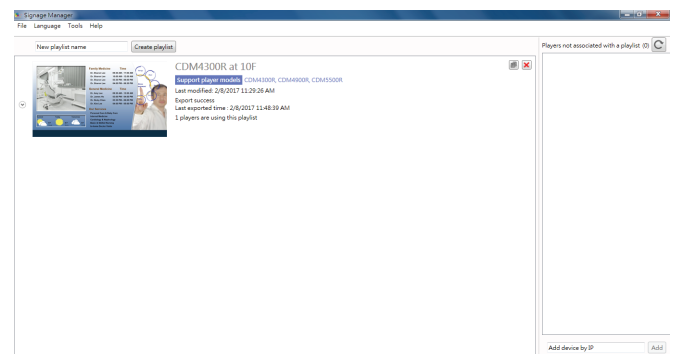 Signage Manager
File Language Tools Help
New playlist name
Create playlist
Players not associated with a playlist (0)
CDM4300R at 10F
Support player models CDM4300R, CDM4900R, CDM5500R
Last modified: 2/8/2017 11:29:26 AM
Export success
Last exported time : 2/8/2017 11:48:39 AM
1 players are using this playlist
Family Medicine Time
Add device by IP
Add